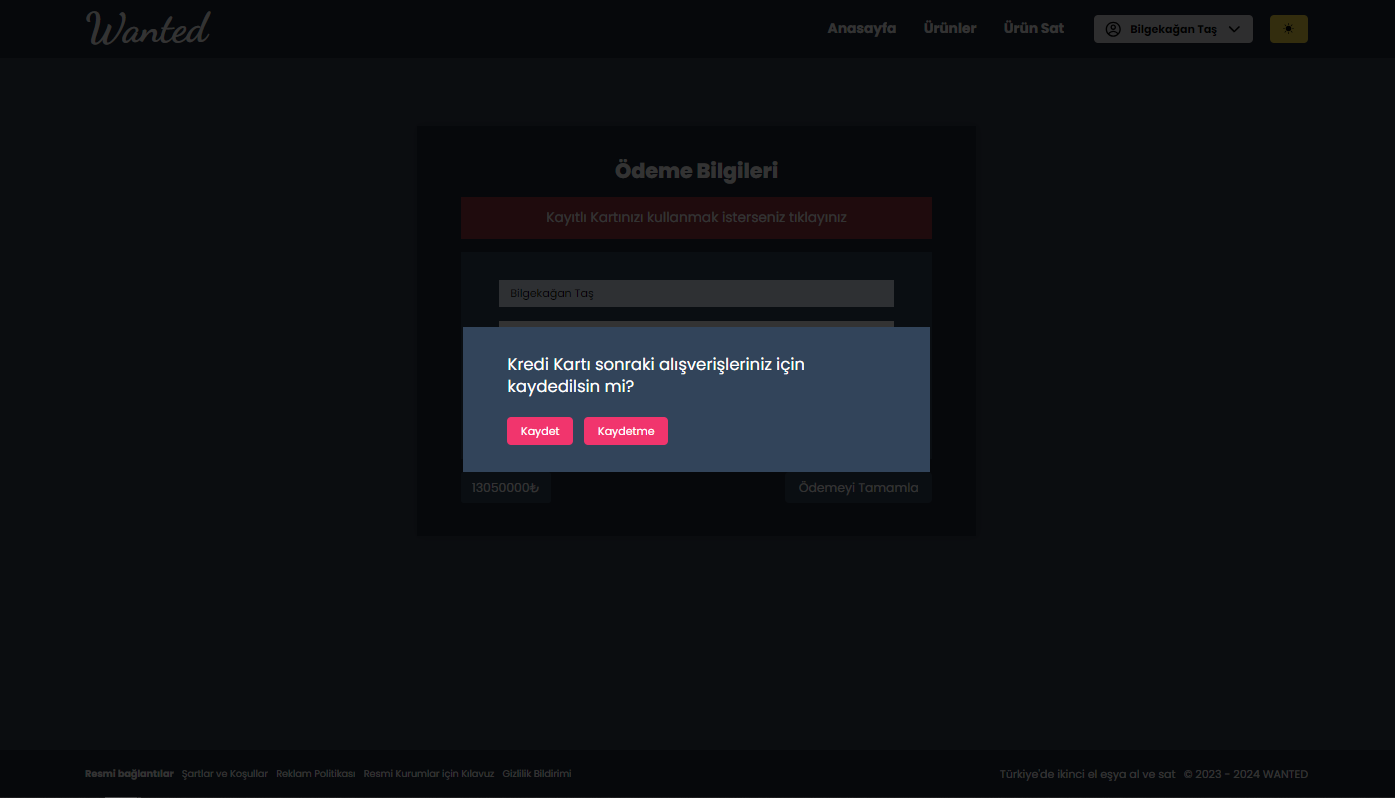 Wanted
Anasayfa Ürünler Ürün Sat Bilgekağan Taş
Ödeme Bilgileri
Kayıtlı Kartınızı kullanmak isterseniz tıklayınız
Bilgekağan Taş
Kredi Kartı sonraki alışverişleriniz için
kaydedilsin mi?
Kaydet Kaydetme
13050000₺ Ödemeyi Tamamla
Resmi bağlantılar Şartlar ve Koşullar Reklam Politikası Resmi Kurumlar için Kılavuz Gizlilik Bildirimi Türkiye'de ikinci el eşya al ve sat © 2023 - 2024 WANTED